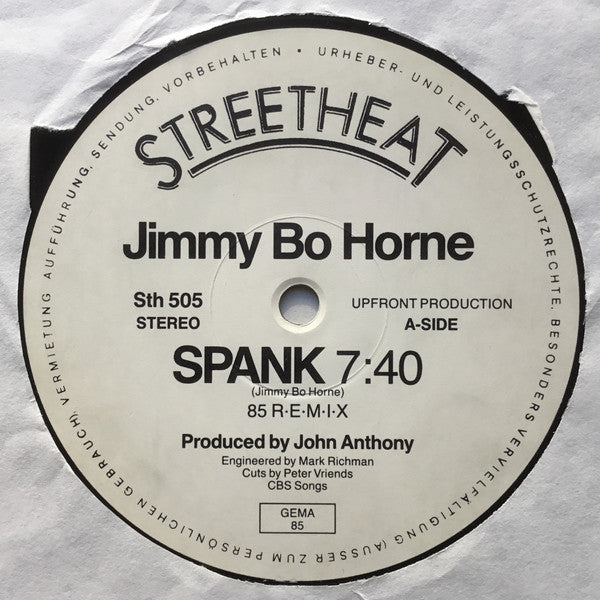 URHEBER- UND LEISTUNGSSCHUTZRECHTE, BESONDERS VERVIELFÄLTIGUNG (AUSSER ZUM PERSÖNLICHEN GEBRAUCH), VERMIETUNG AUFFÜHRUNG, SENDUNG, VORBEHALTEN •
STREETHEAT
Jimmy Bo Horne
Sth 505
STEREO
UPFRONT PRODUCTION
A-SIDE
SPANK 7:40
(Jimmy Bo Horne)
85 R·E·M·I·X
Produced by John Anthony
Engineered by Mark Richman
Cuts by Peter Vriends
CBS Songs
GEMA
85